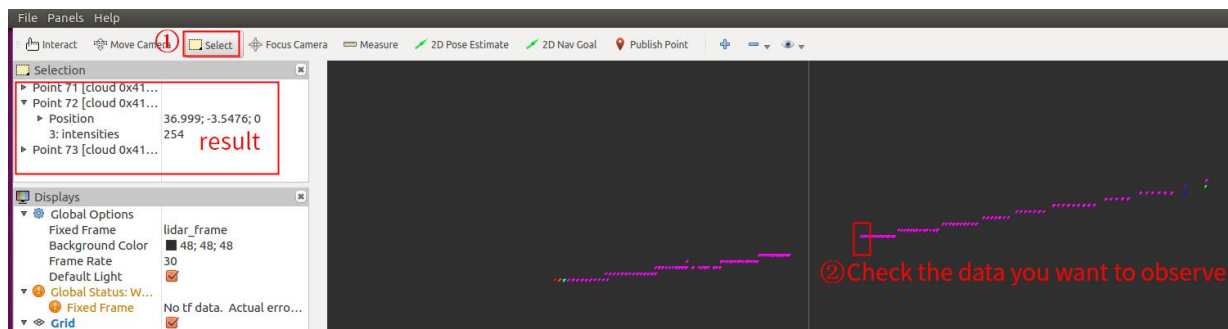 File Panels Help
Interact Move Camera ① Select Focus Camera Measure 2D Pose Estimate 2D Nav Goal Publish Point
Selection
Point 71 [cloud 0x41...
Point 72 [cloud 0x41...
Position 36.999; -3.5476; 0
3: intensities 254
result
Point 73 [cloud 0x41...
Displays
Global Options
Fixed Frame lidar_frame
Background Color 48; 48; 48
Frame Rate 30
Default Light
Global Status: W...
Fixed Frame No tf data. Actual erro...
Grid
②Check the data you want to observe